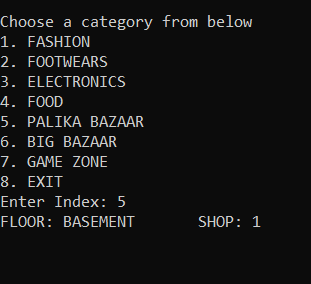 Choose a category from below
1. FASHION
2. FOOTWEARS
3. ELECTRONICS
4. FOOD
5. PALIKA BAZAAR
6. BIG BAZAAR
7. GAME ZONE
8. EXIT
Enter Index: 5
FLOOR: BASEMENT       SHOP: 1